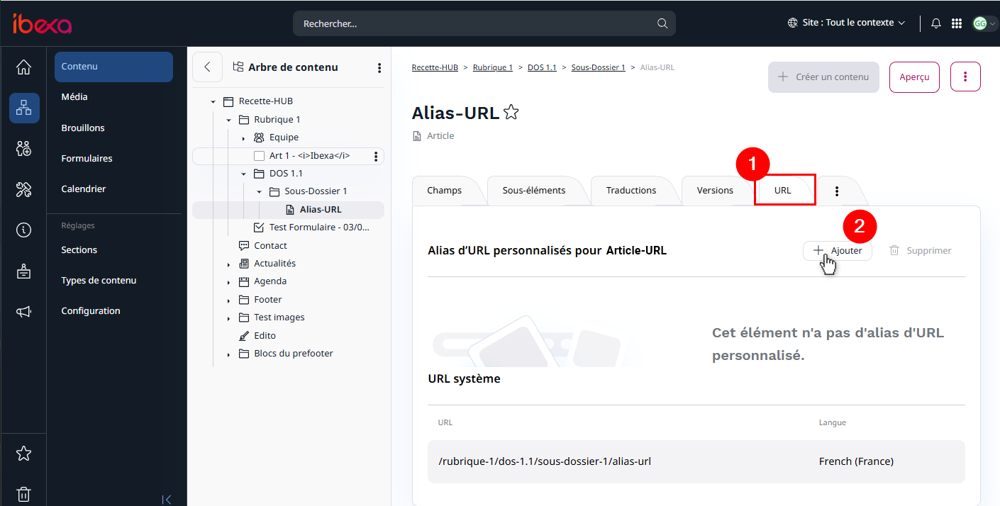 ibexa
Rechercher...
Site : Tout le contexte
GG
Contenu
Média
Brouillons
Formulaires
Calendrier
Réglages
Sections
Types de contenu
Configuration
Arbre de contenu
Recette-HUB
Rubrique 1
Equipe
Art 1 - <i>Ibexa</i>
DOS 1.1
Sous-Dossier 1
Alias-URL
Test Formulaire - 03/0...
Contact
Actualités
Agenda
Footer
Test images
Edito
Blocs du prefooter
Recette-HUB > Rubrique 1 > DOS 1.1 > Sous-Dossier 1 > Alias-URL
Créer un contenu
Aperçu
Alias-URL
Article
1
Champs
Sous-éléments
Traductions
Versions
URL
2
Alias d’URL personnalisés pour Article-URL
Ajouter
Supprimer
Cet élément n'a pas d'alias d'URL
personnalisé.
URL système
URL Langue
/rubrique-1/dos-1.1/sous-dossier-1/alias-url French (France)